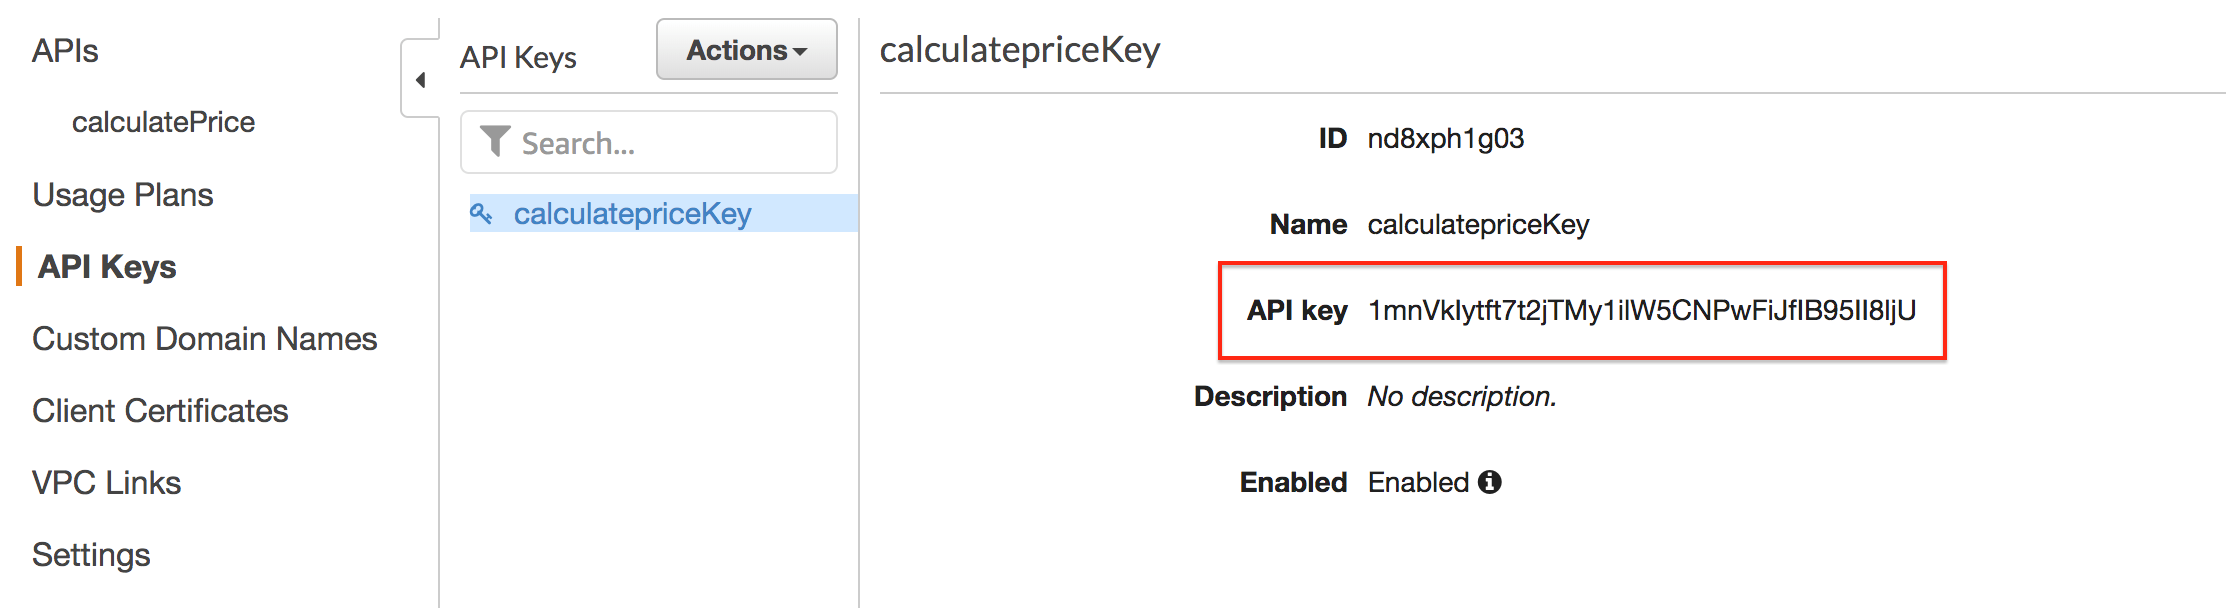 APIs
calculatePrice
Usage Plans
API Keys
Custom Domain Names
Client Certificates
VPC Links
Settings
API Keys
Actions
Search...
calculatepriceKey
calculatepriceKey
ID nd8xph1g03
Name calculatepriceKey
API key 1mnVkIytft7t2jTMy1ilW5CNPwFiJfIB95II8ljU
Description No description.
Enabled Enabled